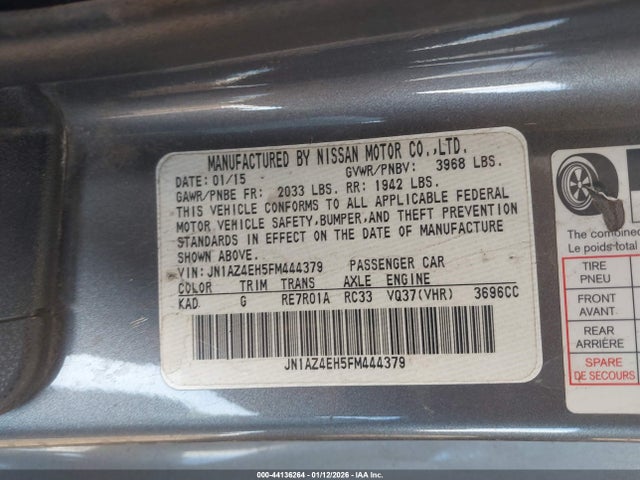 MANUFACTURED BY NISSAN MOTOR CO.,LTD.
DATE: 01/15 GVWR/PNBV: 3968 LBS.
GAWR/PNBE FR: 2033 LBS. RR: 1942 LBS.
THIS VEHICLE CONFORMS TO ALL APPLICABLE FEDERAL
MOTOR VEHICLE SAFETY,BUMPER,AND THEFT PREVENTION
STANDARDS IN EFFECT ON THE DATE OF MANUFACTURE
SHOWN ABOVE.
VIN: JN1AZ4EH5FM444379 PASSENGER CAR
COLOR TRIM TRANS AXLE ENGINE
KAD G RE7R01A RC33 VQ37(VHR) 3696CC
JN1AZ4EH5FM444379
The combined
Le poids total
TIRE
PNEU
FRONT
AVANT
REAR
ARRIÈRE
SPARE
DE SECOURS
000-44136264 - 01/12/2026 - IAA Inc.